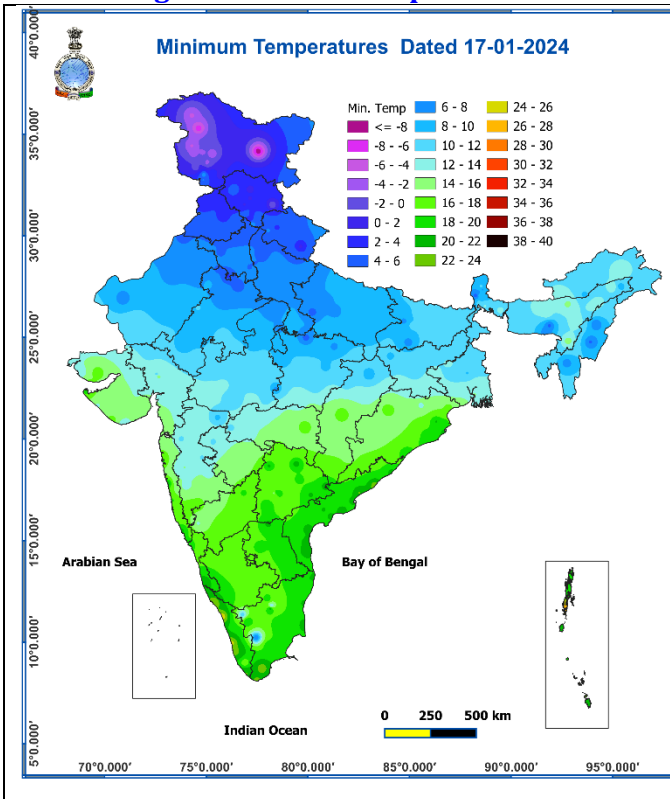 Minimum Temperatures Dated 17-01-2024
Min. Temp
<= -8
-8 - -6
-6 - -4
-4 - -2
-2 - 0
0 - 2
2 - 4
4 - 6
6 - 8
8 - 10
10 - 12
12 - 14
14 - 16
16 - 18
18 - 20
20 - 22
22 - 24
24 - 26
26 - 28
28 - 30
30 - 32
32 - 34
34 - 36
36 - 38
38 - 40
40°0.000'
35°0.000'
30°0.000'
25°0.000'
20°0.000'
15°0.000'
10°0.000'
5°0.000'
Arabian Sea
Bay of Bengal
Indian Ocean
0 250 500 km
70°0.000' 75°0.000' 80°0.000' 85°0.000' 90°0.000' 95°0.000'